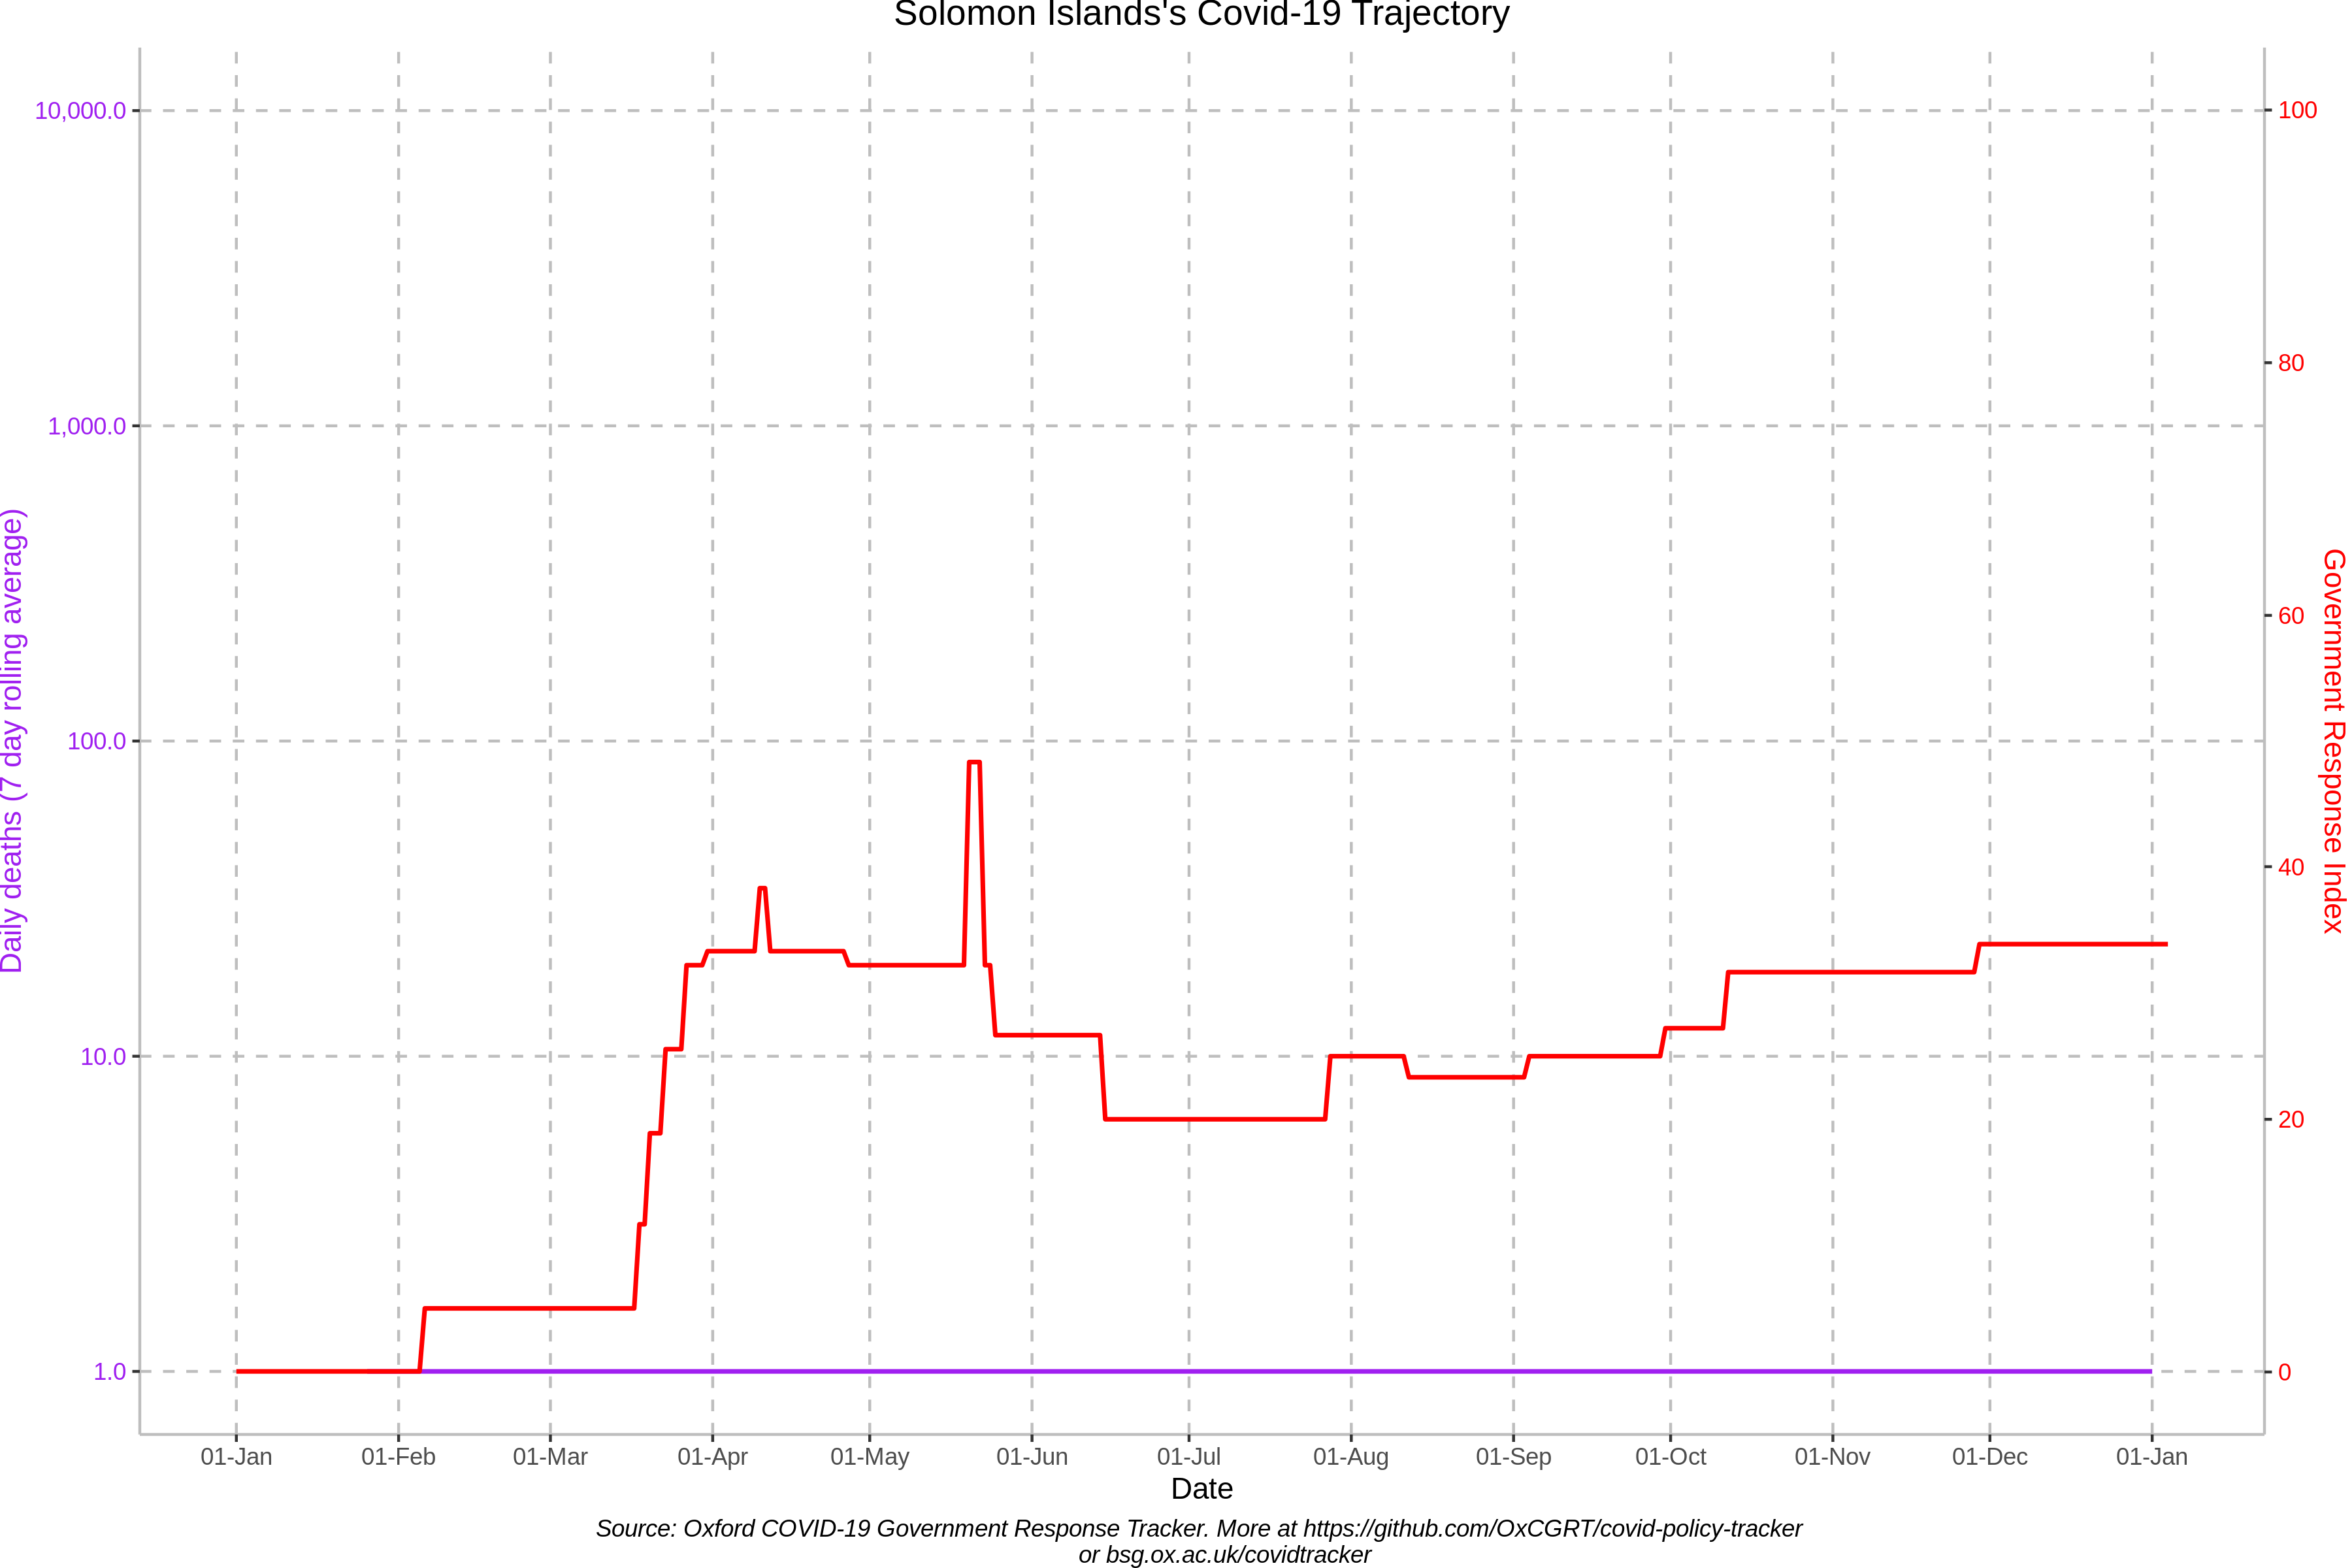 Solomon Islands's Covid-19 Trajectory
Daily deaths (7 day rolling average)
10,000.0
1,000.0
100.0
10.0
1.0
100
80
60
40
20
0
Government Response Index
01-Jan
01-Feb
01-Mar
01-Apr
01-May
01-Jun
01-Jul
01-Aug
01-Sep
01-Oct
01-Nov
01-Dec
01-Jan
Date
Source: Oxford COVID-19 Government Response Tracker. More at https://github.com/OxCGRT/covid-policy-tracker
or bsg.ox.ac.uk/covidtracker